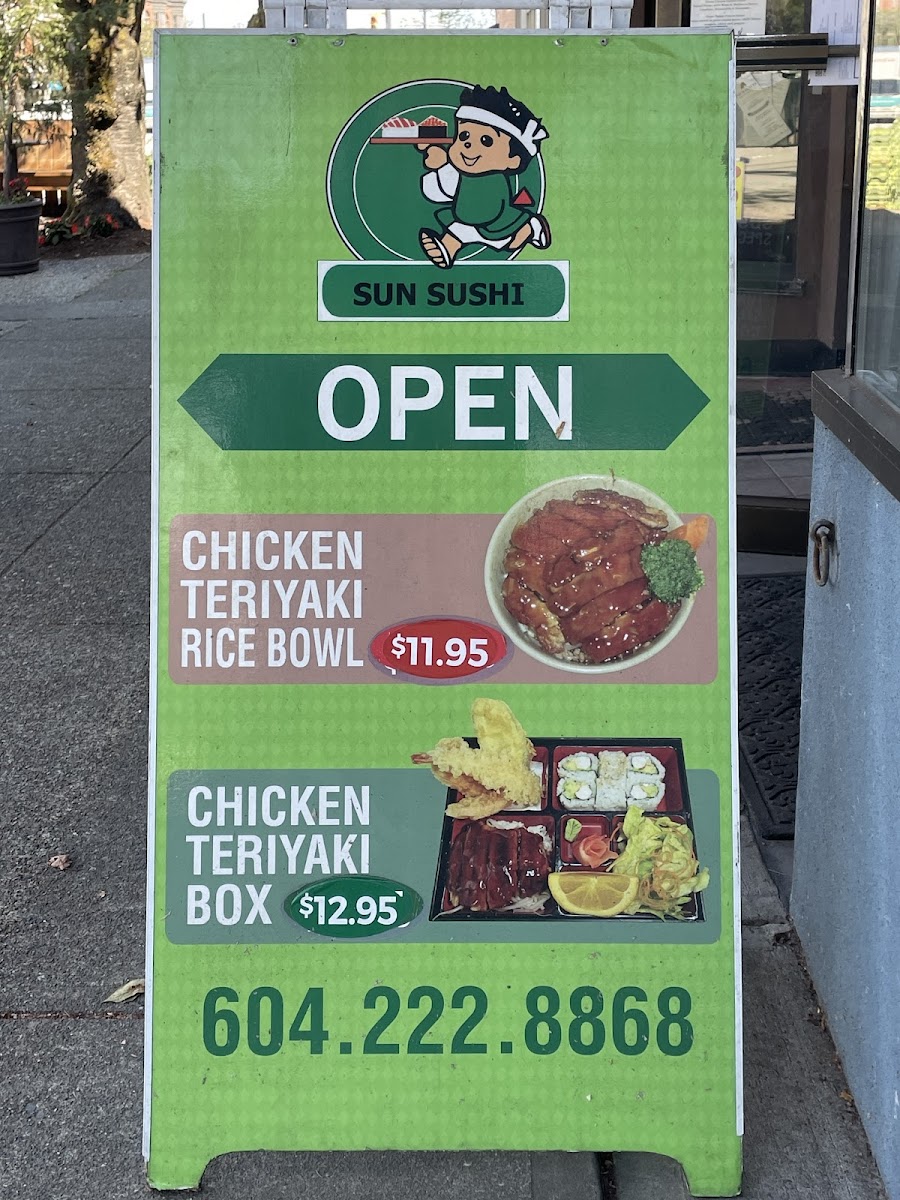 SUN SUSHI
OPEN
CHICKEN
TERIYAKI
RICE BOWL $11.95
CHICKEN
TERIYAKI
BOX $12.95
604.222.8868